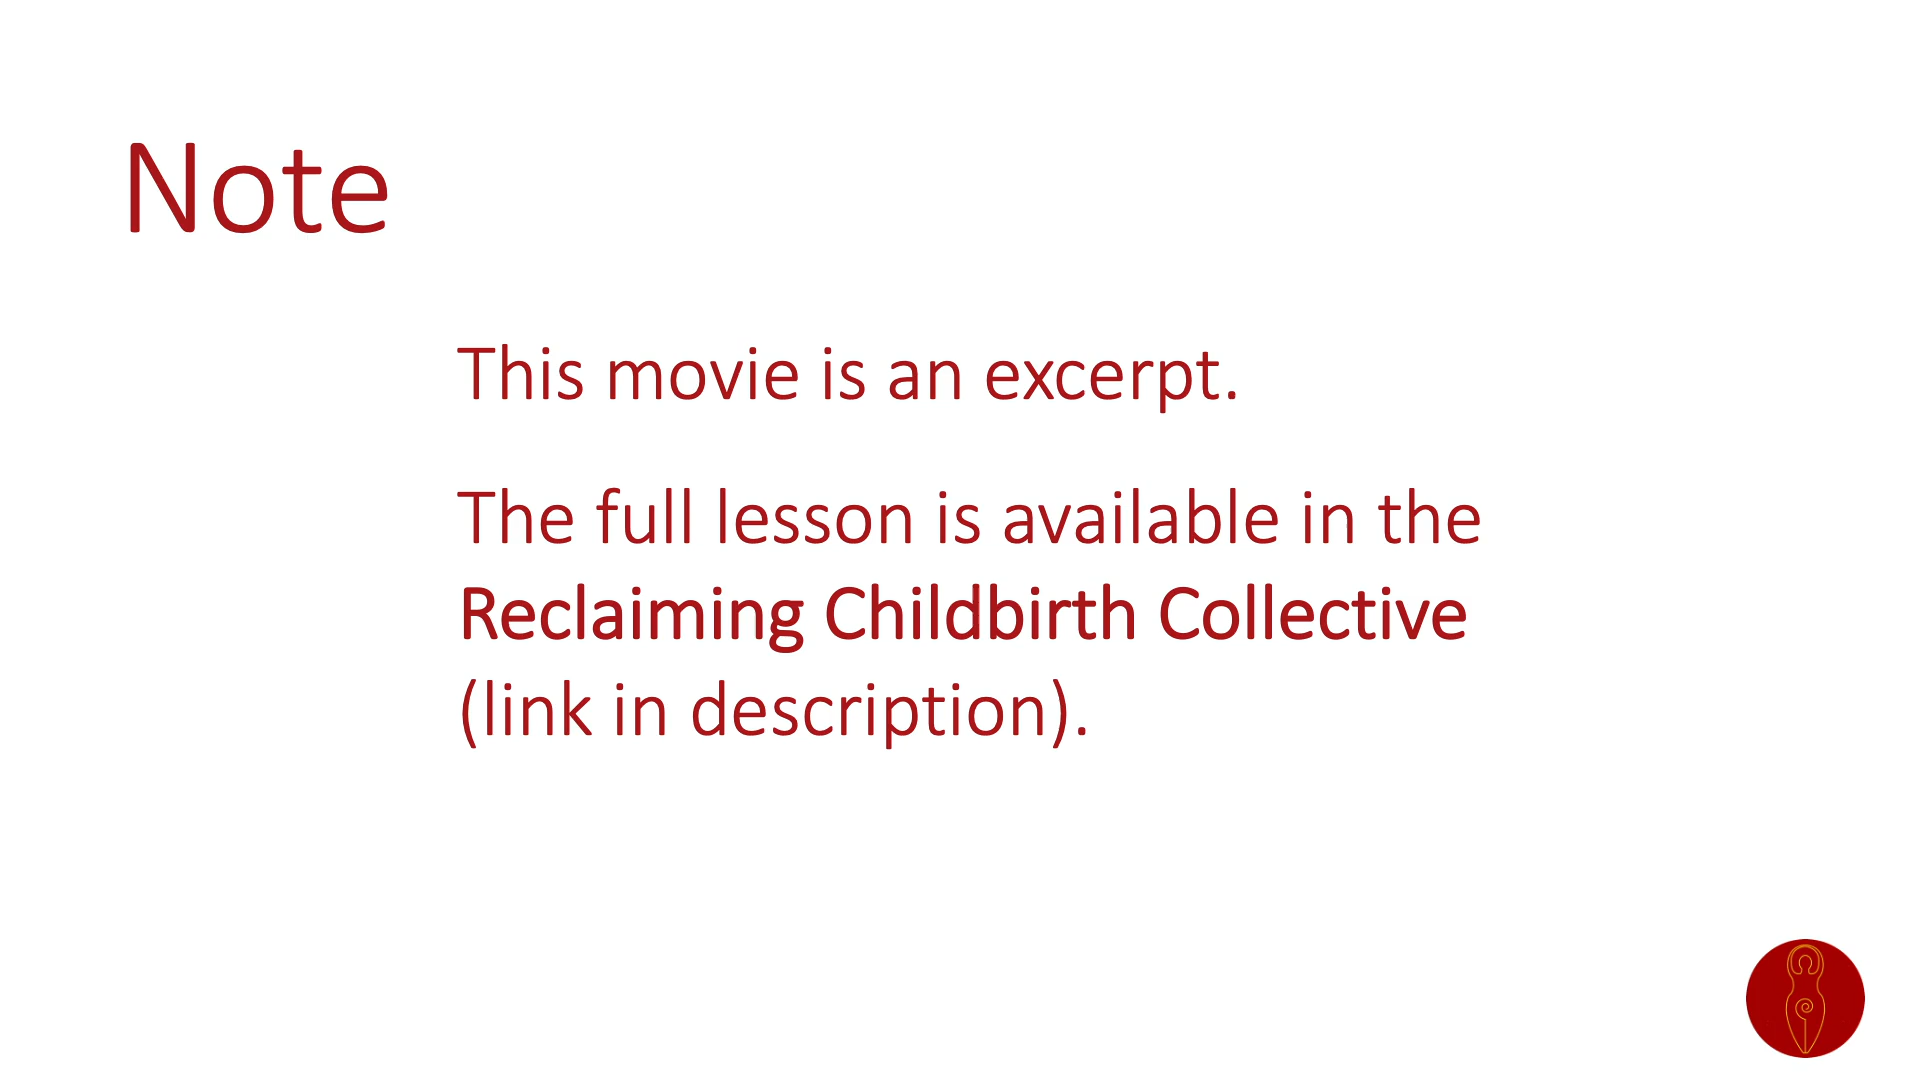 Note
This movie is an excerpt.
The full lesson is available in the
Reclaiming Childbirth Collective
(link in description).